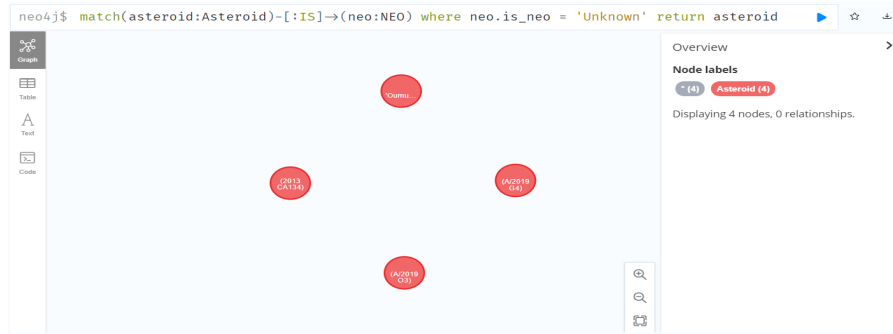 neo4j$ match(asteroid:Asteroid)-[:IS]→(neo:NEO) where neo.is_neo = 'Unknown' return asteroid
Graph
Table
Text
Code
'Oumu...
(2013
CA134)
(A/2019
G4)
(A/2019
O3)
Overview
Node labels
* (4) Asteroid (4)
Displaying 4 nodes, 0 relationships.